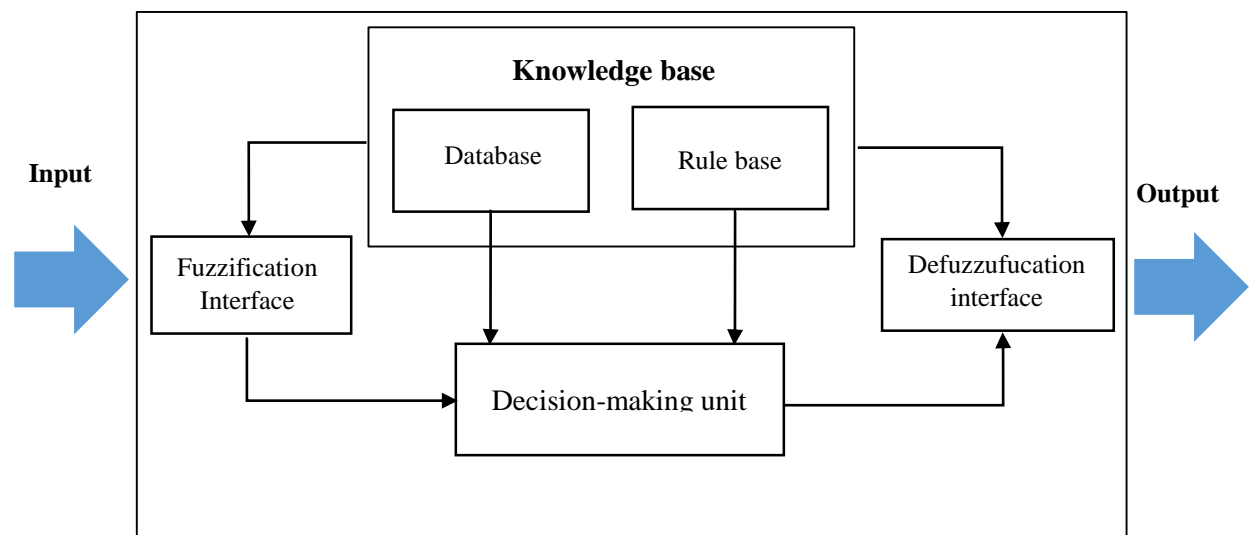 Knowledge base
Database
Rule base
Input
Output
Fuzzification
Interface
Defuzzufucation
interface
Decision-making unit